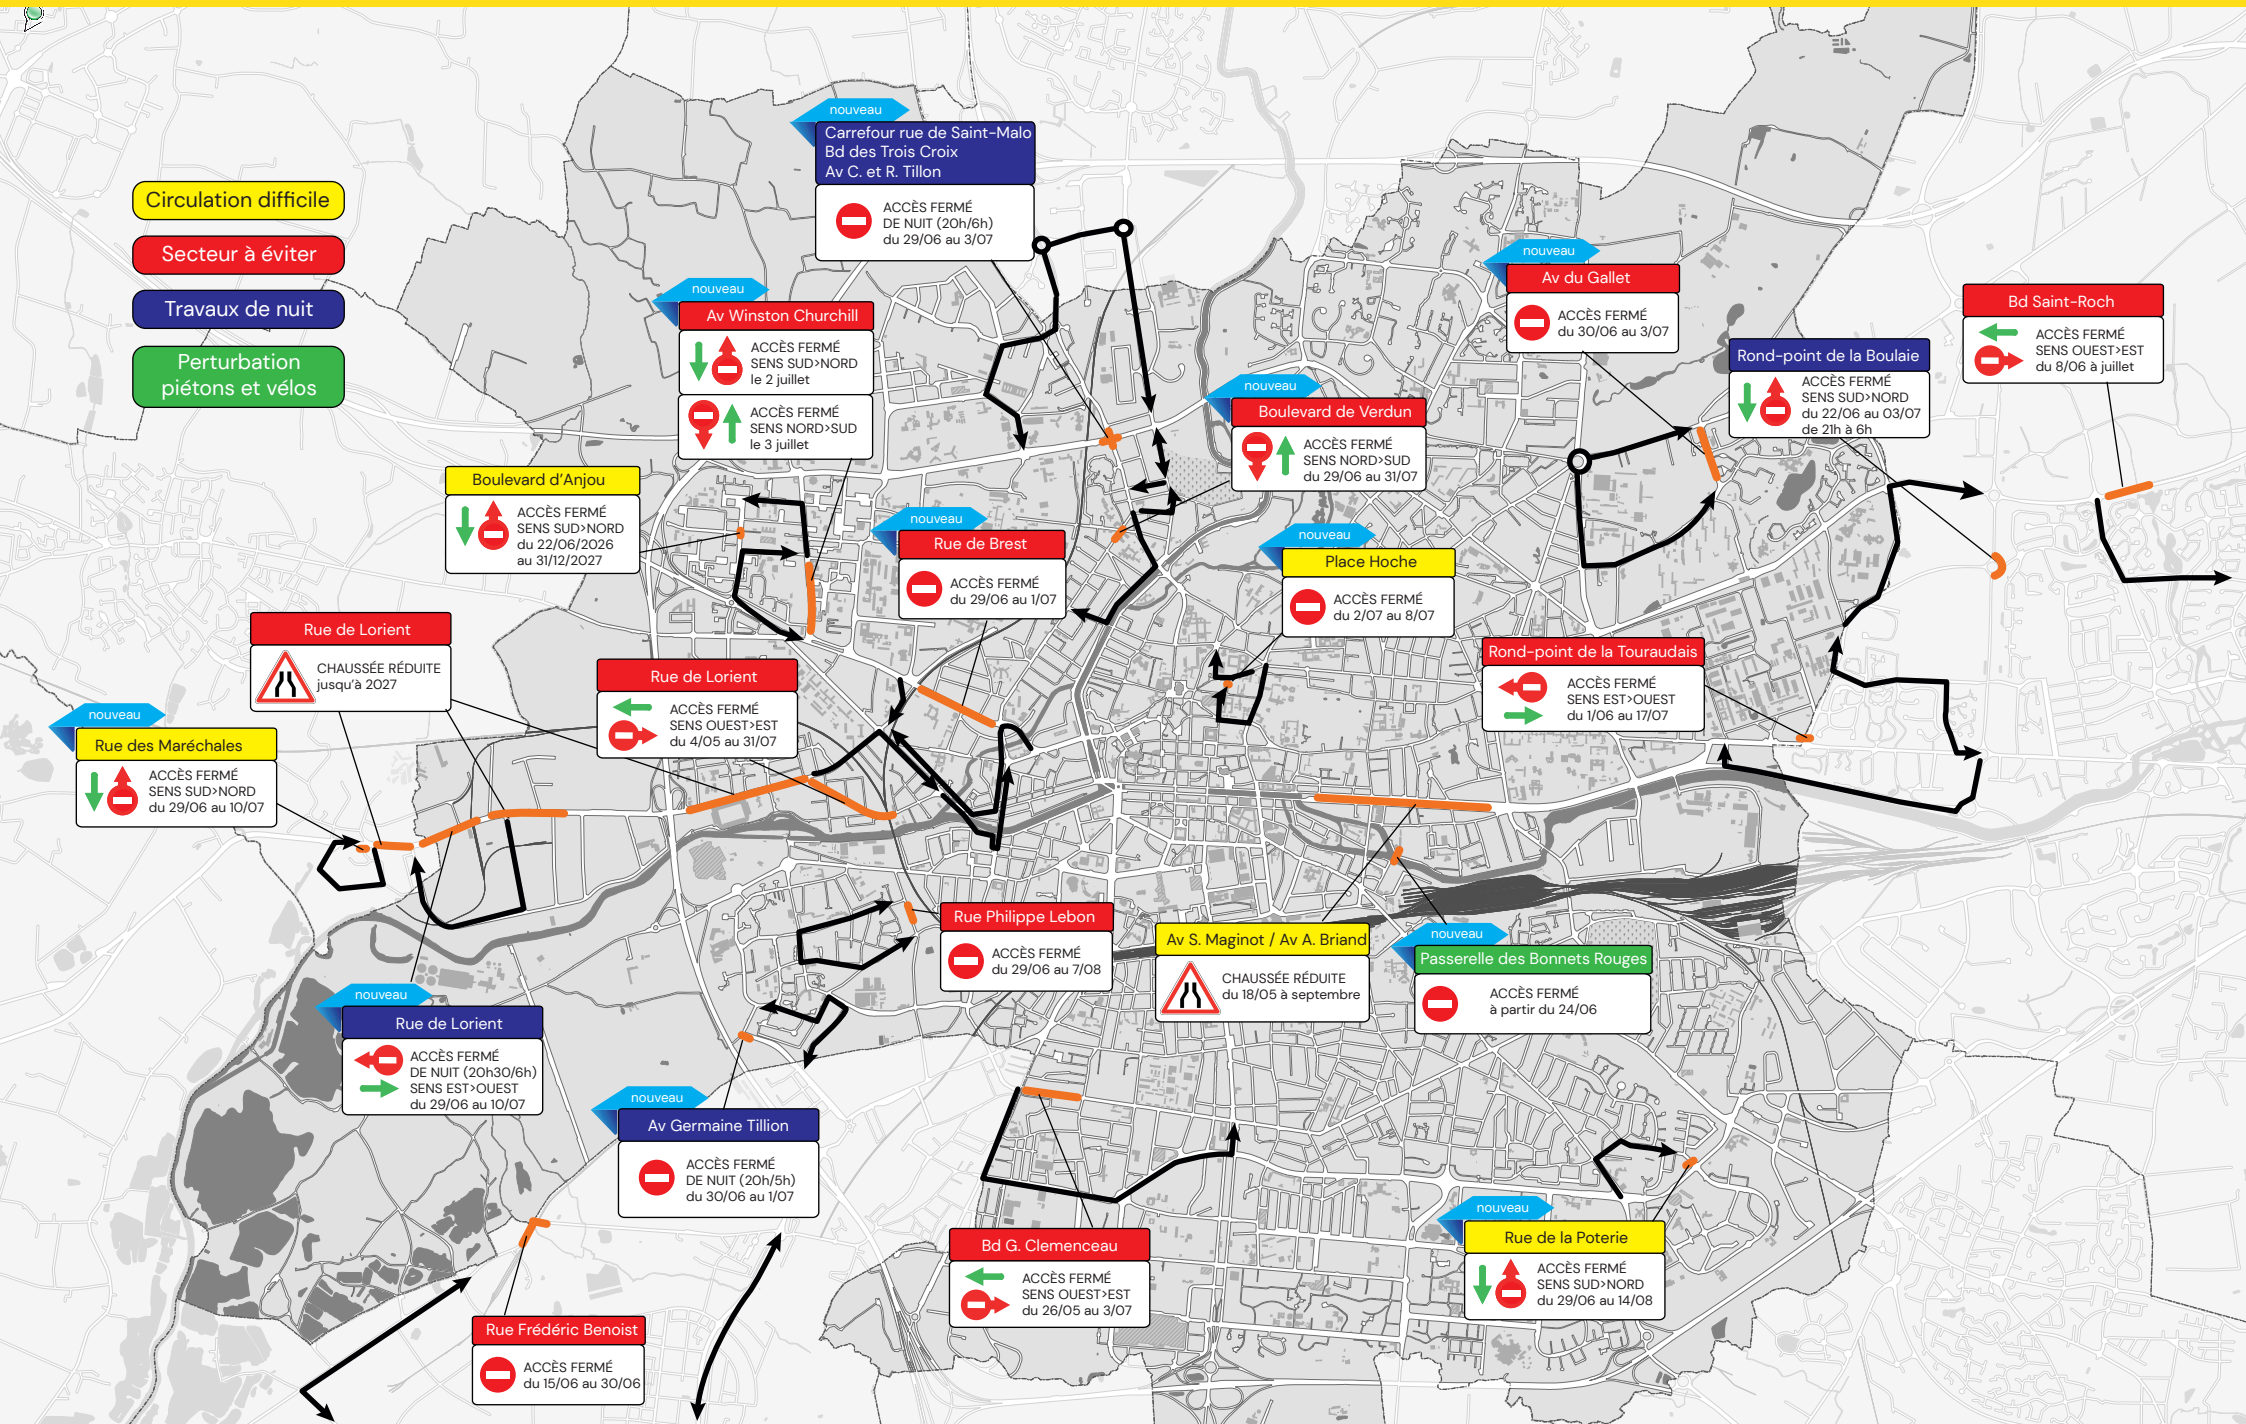 Circulation difficile
Secteur à éviter
Travaux de nuit
Perturbation
piétons et vélos
nouveau
Carrefour rue de Saint-Malo
Bd des Trois Croix
Av C. et R. Tillon
ACCÈS FERMÉ
DE NUIT (20h/6h)
du 29/06 au 3/07
nouveau
Av Winston Churchill
ACCÈS FERMÉ
SENS SUD>NORD
le 2 juillet
ACCÈS FERMÉ
SENS NORD>SUD
le 3 juillet
nouveau
Av du Gallet
ACCÈS FERMÉ
du 30/06 au 3/07
Bd Saint-Roch
ACCÈS FERMÉ
SENS OUEST>EST
du 8/06 à juillet
Rond-point de la Boulaie
ACCÈS FERMÉ
SENS SUD>NORD
du 22/06 au 03/07
de 21h à 6h
nouveau
Boulevard de Verdun
ACCÈS FERMÉ
SENS NORD>SUD
du 29/06 au 31/07
Boulevard d'Anjou
ACCÈS FERMÉ
SENS SUD>NORD
du 22/06/2026
au 31/12/2027
nouveau
Rue de Brest
ACCÈS FERMÉ
du 29/06 au 1/07
nouveau
Place Hoche
ACCÈS FERMÉ
du 2/07 au 8/07
Rue de Lorient
CHAUSSÉE RÉDUITE
jusqu'à 2027
Rue de Lorient
ACCÈS FERMÉ
SENS OUEST>EST
du 4/05 au 31/07
Rond-point de la Touraudais
ACCÈS FERMÉ
SENS EST>OUEST
du 1/06 au 17/07
nouveau
Rue des Maréchales
ACCÈS FERMÉ
SENS SUD>NORD
du 29/06 au 10/07
Rue Philippe Lebon
ACCÈS FERMÉ
du 29/06 au 7/08
Av S. Maginot / Av A. Briand
CHAUSSÉE RÉDUITE
du 18/05 à septembre
nouveau
Passerelle des Bonnets Rouges
ACCÈS FERMÉ
à partir du 24/06
nouveau
Rue de Lorient
ACCÈS FERMÉ
DE NUIT (20h30/6h)
SENS EST>OUEST
du 29/06 au 10/07
nouveau
Av Germaine Tillion
ACCÈS FERMÉ
DE NUIT (20h/5h)
du 30/06 au 1/07
nouveau
Rue de la Poterie
ACCÈS FERMÉ
SENS SUD>NORD
du 29/06 au 14/08
Bd G. Clemenceau
ACCÈS FERMÉ
SENS OUEST>EST
du 26/05 au 3/07
Rue Frédéric Benoist
ACCÈS FERMÉ
du 15/06 au 30/06